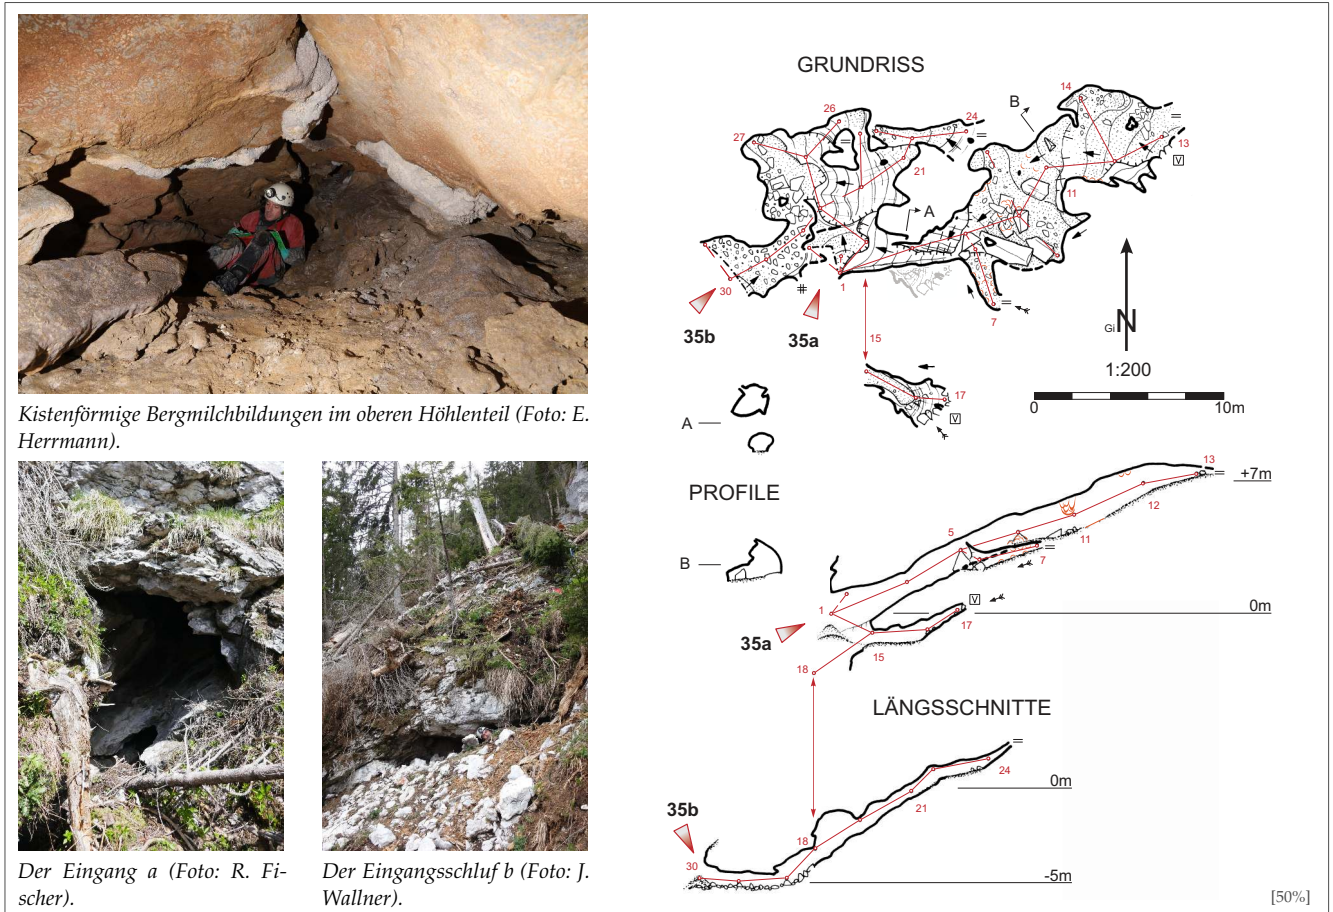 Kistenförmige Bergmilchbildungen im oberen Höhlenteil (Foto: E.
Herrmann).
Der Eingang a (Foto: R. Fi-
scher).
Der Eingangsschluf b (Foto: J.
Wallner).
GRUNDRISS
14
B
26
24
27
13
V
21
11
A
30
1
7
35b
35a
15
Gi N
1:200
0
10m
17
V
A
PROFILE
B
13
+7m
12
5
11
7
1
V
0m
17
35a
15
18
LÄNGSSCHNITTE
24
0m
21
35b
18
30
-5m
[50%]